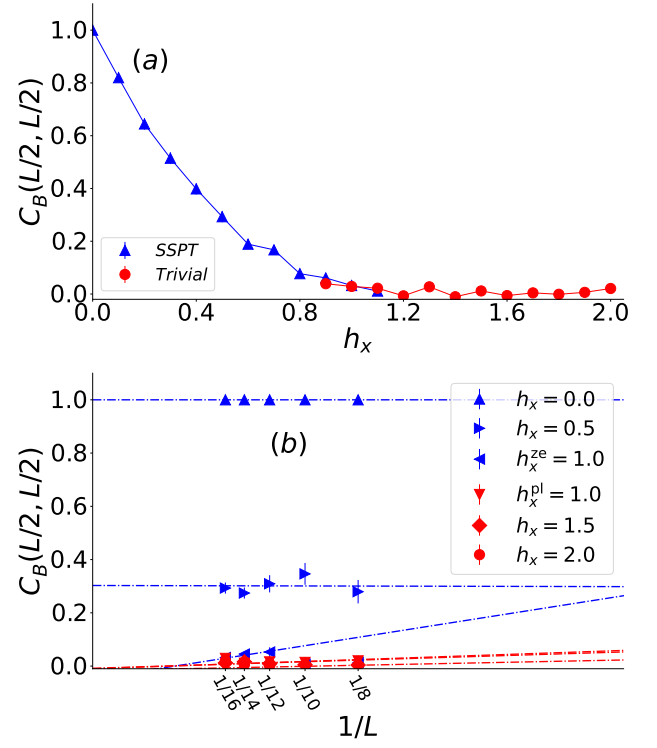 1.0
0.8
0.6
0.4
0.2
0.0
C_B(L/2, L/2)
(a)
SSPT
Trivial
0.0 0.4 0.8 1.2 1.6 2.0
h_x
1.0
0.8
0.6
0.4
0.2
0.0
C_B(L/2, L/2)
(b)
h_x = 0.0
h_x = 0.5
h_x^ze = 1.0
h_x^pl = 1.0
h_x = 1.5
h_x = 2.0
1/16 1/14 1/12 1/10 1/8
1/L